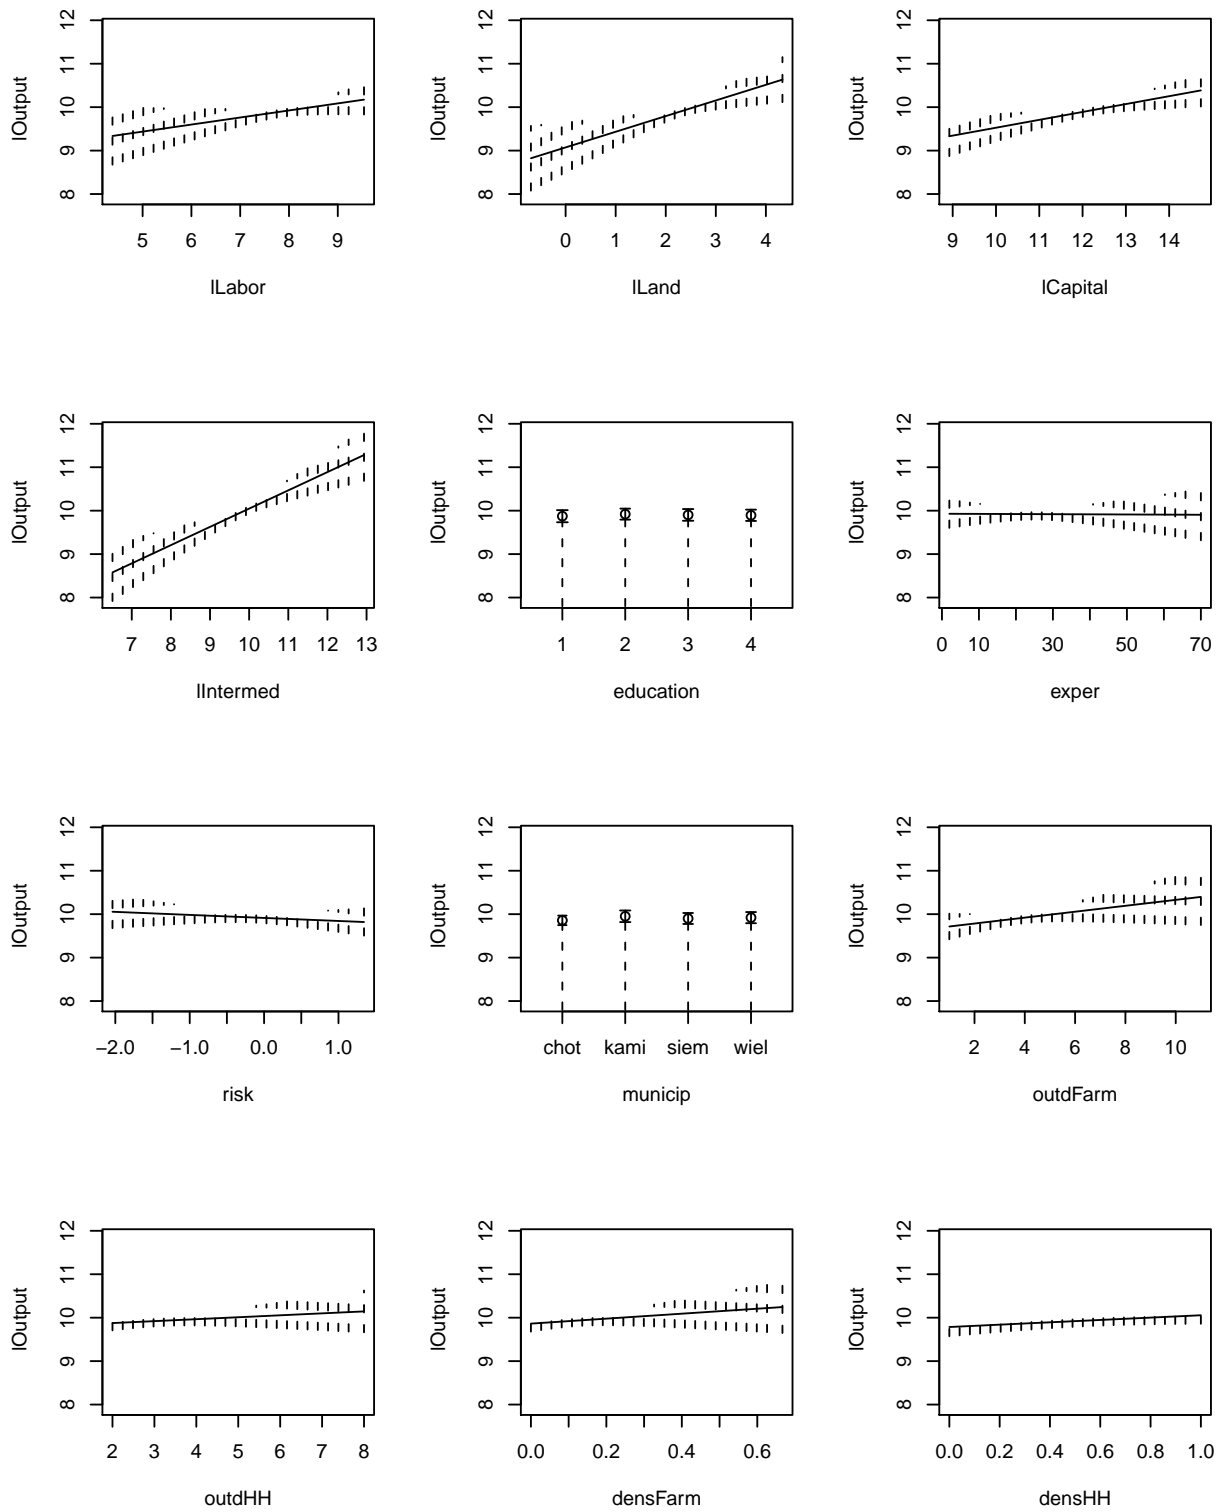 lOutput
8 9 10 11 12
5 6 7 8 9
lLabor
lOutput
8 9 10 11 12
0 1 2 3 4
lLand
lOutput
8 9 10 11 12
9 10 11 12 13 14
lCapital
lOutput
8 9 10 11 12
7 8 9 10 11 12 13
lIntermed
lOutput
8 9 10 11 12
1 2 3 4
education
lOutput
8 9 10 11 12
0 10 30 50 70
exper
lOutput
8 9 10 11 12
−2.0 −1.0 0.0 1.0
risk
lOutput
8 9 10 11 12
chot kami siem wiel
municip
lOutput
8 9 10 11 12
2 4 6 8 10
outdFarm
lOutput
8 9 10 11 12
2 3 4 5 6 7 8
outdHH
lOutput
8 9 10 11 12
0.0 0.2 0.4 0.6
densFarm
lOutput
8 9 10 11 12
0.0 0.2 0.4 0.6 0.8 1.0
densHH